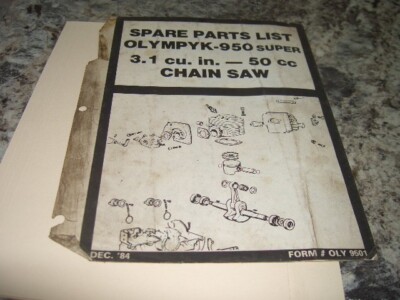 SPARE PARTS LIST
OLYMPYK-950 SUPER
3.1 cu. in. — 50 cc
CHAIN SAW
DEC. '84
FORM # OLY 9501